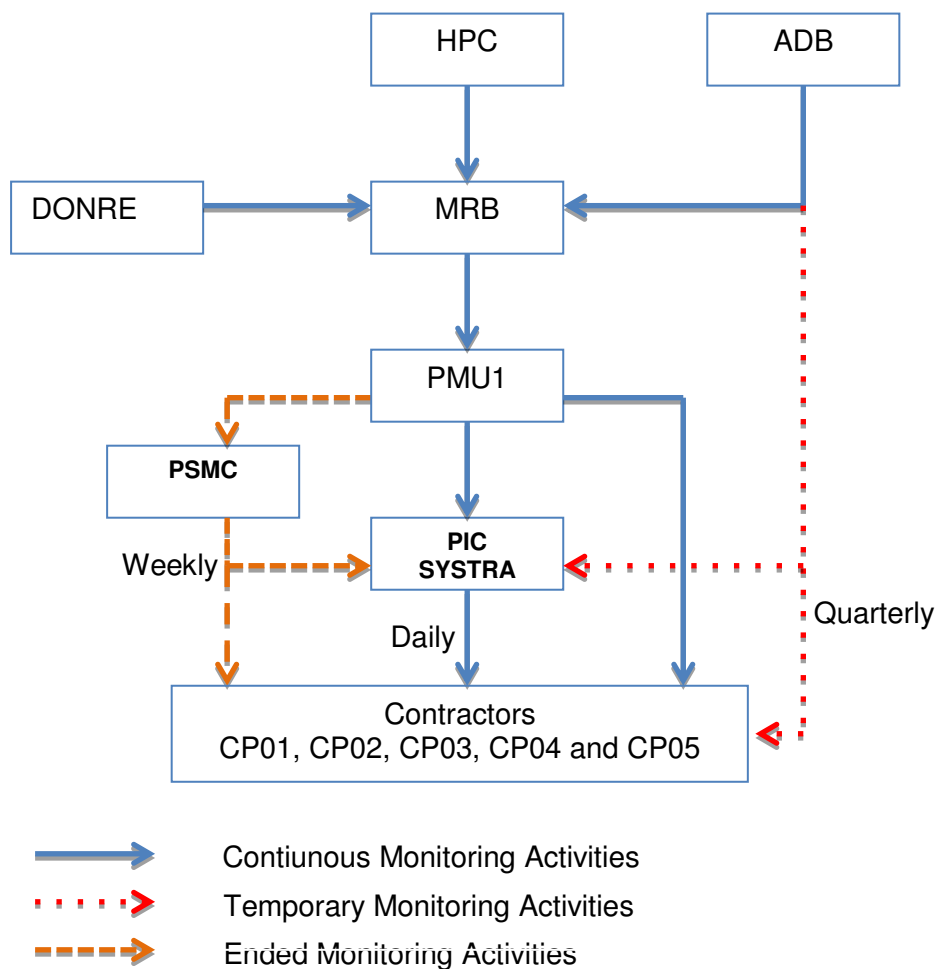 HPC
ADB
DONRE
MRB
PMU1
PSMC
PIC
SYSTRA
Weekly
Daily
Quarterly
Contractors
CP01, CP02, CP03, CP04 and CP05
Contiunous Monitoring Activities
Temporary Monitoring Activities
Ended Monitoring Activities